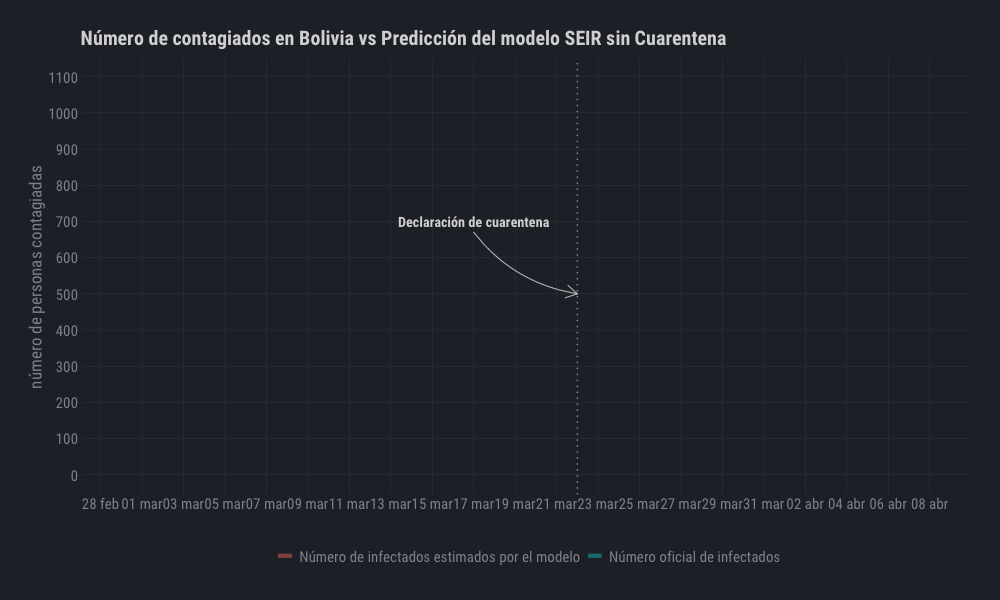 Número de contagiados en Bolivia vs Predicción del modelo SEIR sin Cuarentena
número de personas contagiadas
1100
1000
900
800
700
600
500
400
300
200
100
0
Declaración de cuarentena
28 feb 01 mar 03 mar 05 mar 07 mar 09 mar 11 mar 13 mar 15 mar 17 mar 19 mar 21 mar 23 mar 25 mar 27 mar 29 mar 31 mar 02 abr 04 abr 06 abr 08 abr
Número de infectados estimados por el modelo Número oficial de infectados